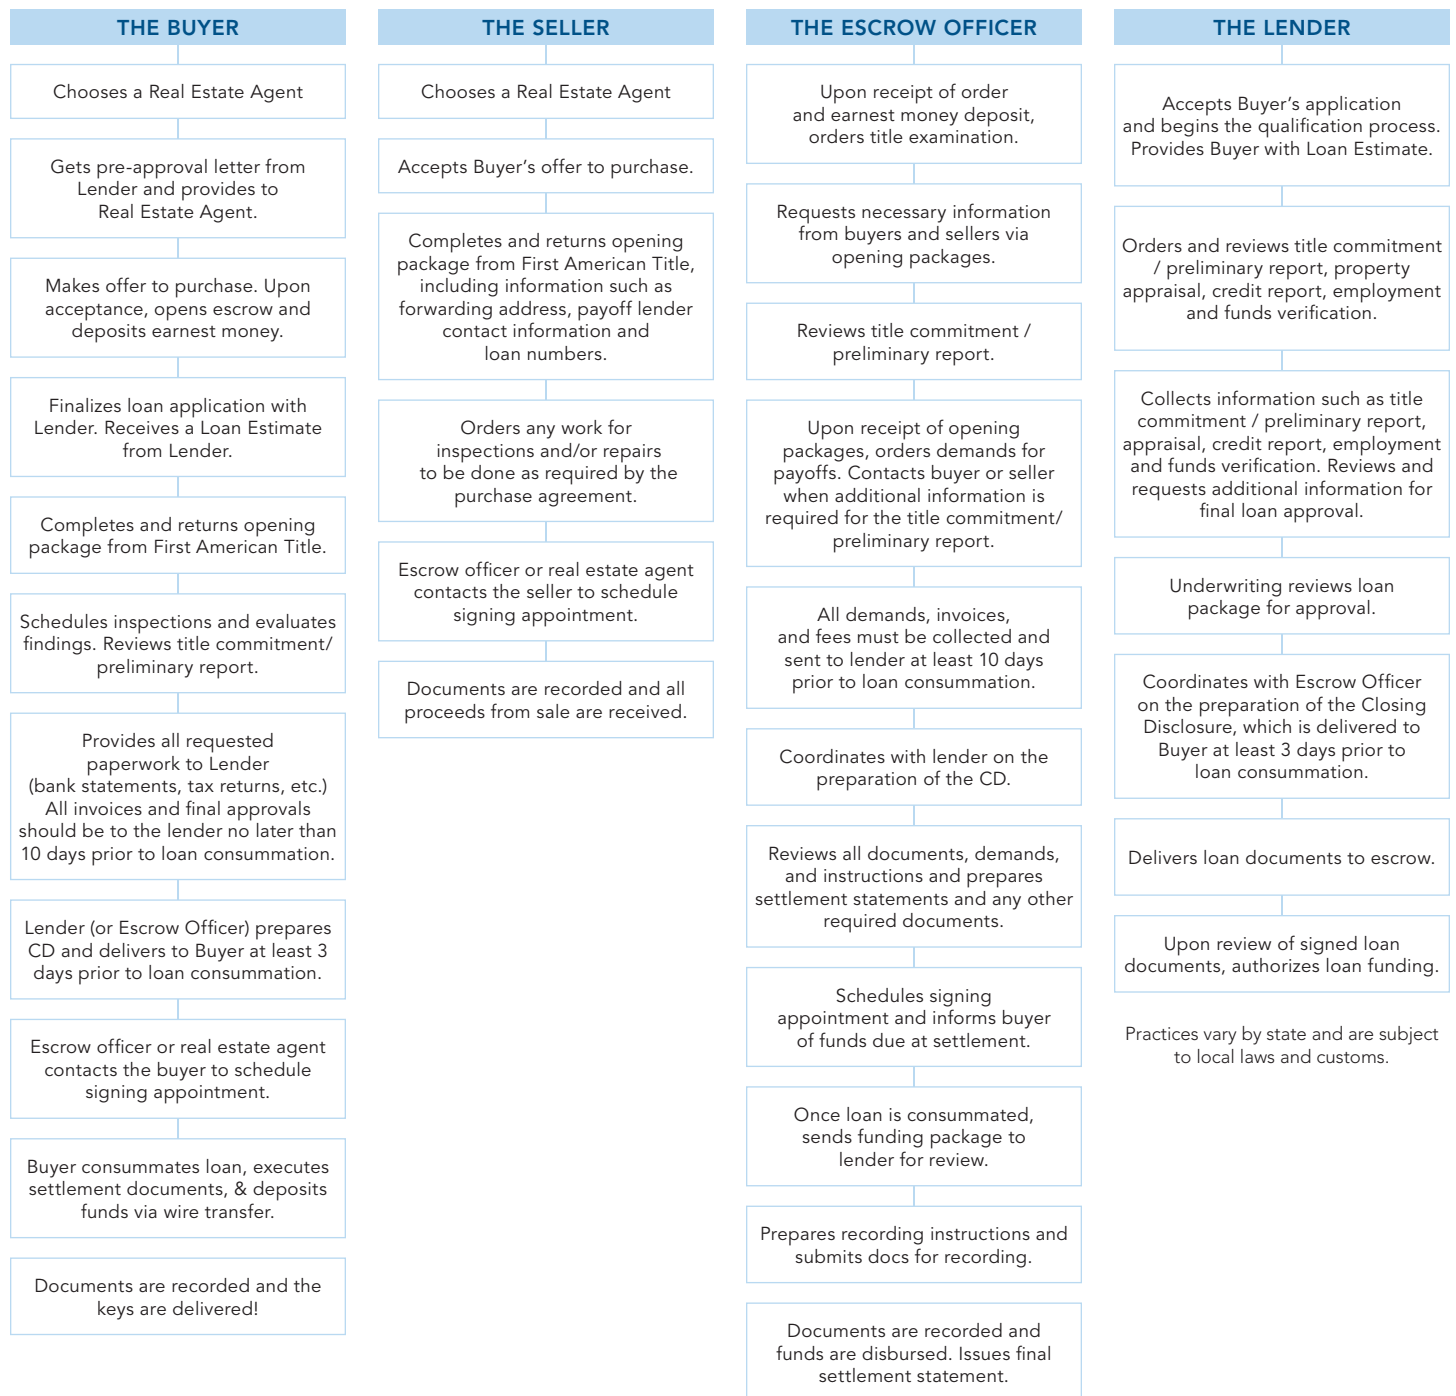 THE BUYER
Chooses a Real Estate Agent
Gets pre-approval letter from
Lender and provides to
Real Estate Agent.
Makes offer to purchase. Upon
acceptance, opens escrow and
deposits earnest money.
Finalizes loan application with
Lender. Receives a Loan Estimate
from Lender.
Completes and returns opening
package from First American Title.
Schedules inspections and evaluates
findings. Reviews title commitment/
preliminary report.
Provides all requested
paperwork to Lender
(bank statements, tax returns, etc.)
All invoices and final approvals
should be to the lender no later than
10 days prior to loan consummation.
Lender (or Escrow Officer) prepares
CD and delivers to Buyer at least 3
days prior to loan consummation.
Escrow officer or real estate agent
contacts the buyer to schedule
signing appointment.
Buyer consummates loan, executes
settlement documents, & deposits
funds via wire transfer.
Documents are recorded and the
keys are delivered!
THE SELLER
Chooses a Real Estate Agent
Accepts Buyer’s offer to purchase.
Completes and returns opening
package from First American Title,
including information such as
forwarding address, payoff lender
contact information and
loan numbers.
Orders any work for
inspections and/or repairs
to be done as required by the
purchase agreement.
Escrow officer or real estate agent
contacts the seller to schedule
signing appointment.
Documents are recorded and all
proceeds from sale are received.
THE ESCROW OFFICER
Upon receipt of order
and earnest money deposit,
orders title examination.
Requests necessary information
from buyers and sellers via
opening packages.
Reviews title commitment /
preliminary report.
Upon receipt of opening
packages, orders demands for
payoffs. Contacts buyer or seller
when additional information is
required for the title commitment/
preliminary report.
All demands, invoices,
and fees must be collected and
sent to lender at least 10 days
prior to loan consummation.
Coordinates with lender on the
preparation of the CD.
Reviews all documents, demands,
and instructions and prepares
settlement statements and any other
required documents.
Schedules signing
appointment and informs buyer
of funds due at settlement.
Once loan is consummated,
sends funding package to
lender for review.
Prepares recording instructions and
submits docs for recording.
Documents are recorded and
funds are disbursed. Issues final
settlement statement.
THE LENDER
Accepts Buyer’s application
and begins the qualification process.
Provides Buyer with Loan Estimate.
Orders and reviews title commitment
/ preliminary report, property
appraisal, credit report, employment
and funds verification.
Collects information such as title
commitment / preliminary report,
appraisal, credit report, employment
and funds verification. Reviews and
requests additional information for
final loan approval.
Underwriting reviews loan
package for approval.
Coordinates with Escrow Officer
on the preparation of the Closing
Disclosure, which is delivered to
Buyer at least 3 days prior to
loan consummation.
Delivers loan documents to escrow.
Upon review of signed loan
documents, authorizes loan funding.
Practices vary by state and are subject
to local laws and customs.